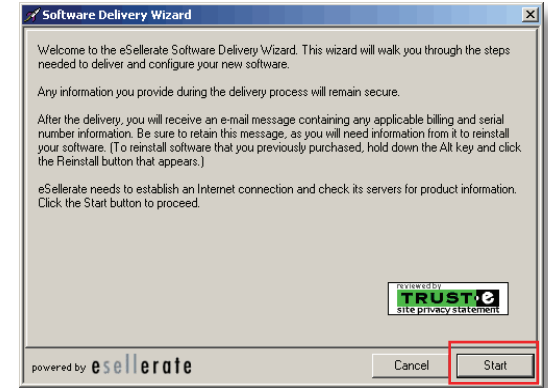 Software Delivery Wizard
Welcome to the eSellerate Software Delivery Wizard. This wizard will walk you through the steps
needed to deliver and configure your new software.
Any information you provide during the delivery process will remain secure.
After the delivery, you will receive an e-mail message containing any applicable billing and serial
number information. Be sure to retain this message, as you will need information from it to reinstall
your software. (To reinstall software that you previously purchased, hold down the Alt key and click
the Reinstall button that appears.)
eSellerate needs to establish an Internet connection and check its servers for product information.
Click the Start button to proceed.
reviewed by
TRUST·e
site privacy statement
powered by esellerate
Cancel
Start